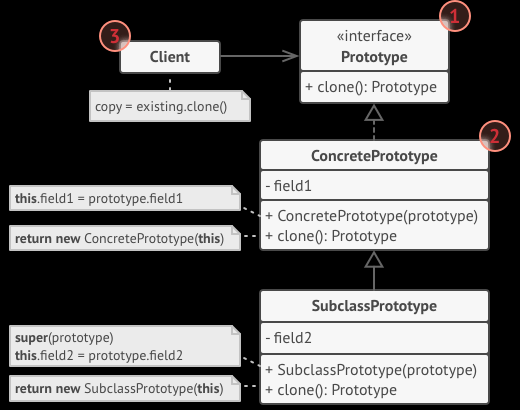 1
«interface»
Prototype
+ clone(): Prototype
3
Client
copy = existing.clone()
2
ConcretePrototype
- field1
+ ConcretePrototype(prototype)
+ clone(): Prototype
this.field1 = prototype.field1
return new ConcretePrototype(this)
SubclassPrototype
- field2
+ SubclassPrototype(prototype)
+ clone(): Prototype
super(prototype)
this.field2 = prototype.field2
return new SubclassPrototype(this)